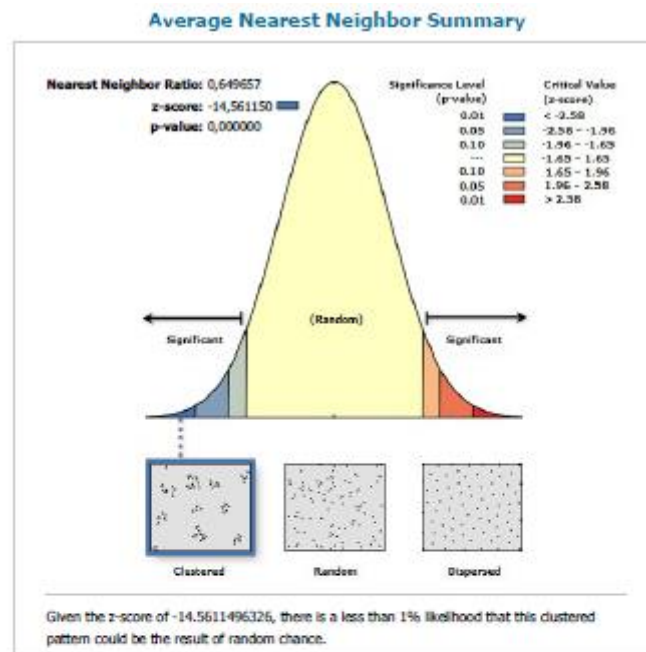 Average Nearest Neighbor Summary
Nearest Neighbor Ratio: 0,649657
z-score: -14,561150
p-value: 0,000000
Significance Level
(p-value)
Critical Value
(z-score)
0.01 < -2.58
0.05 -2.58 – -1.96
0.10 -1.96 – -1.65
--- -1.65 – 1.65
0.10 1.65 – 1.96
0.05 1.96 – 2.58
0.01 > 2.58
(Random)
Significant Significant
Clustered Random Dispersed
Given the z-score of -14.5611496326, there is a less than 1% likelihood that this clustered
pattern could be the result of random chance.